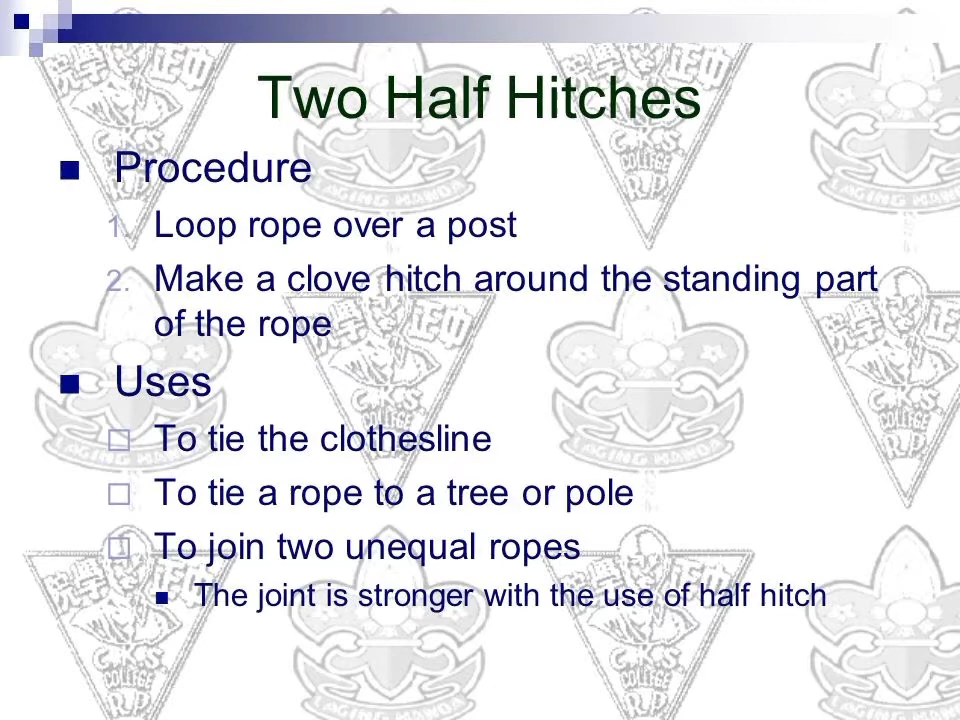 Two Half Hitches
Procedure
1. Loop rope over a post
2. Make a clove hitch around the standing part
of the rope
Uses
To tie the clothesline
To tie a rope to a tree or pole
To join two unequal ropes
The joint is stronger with the use of half hitch